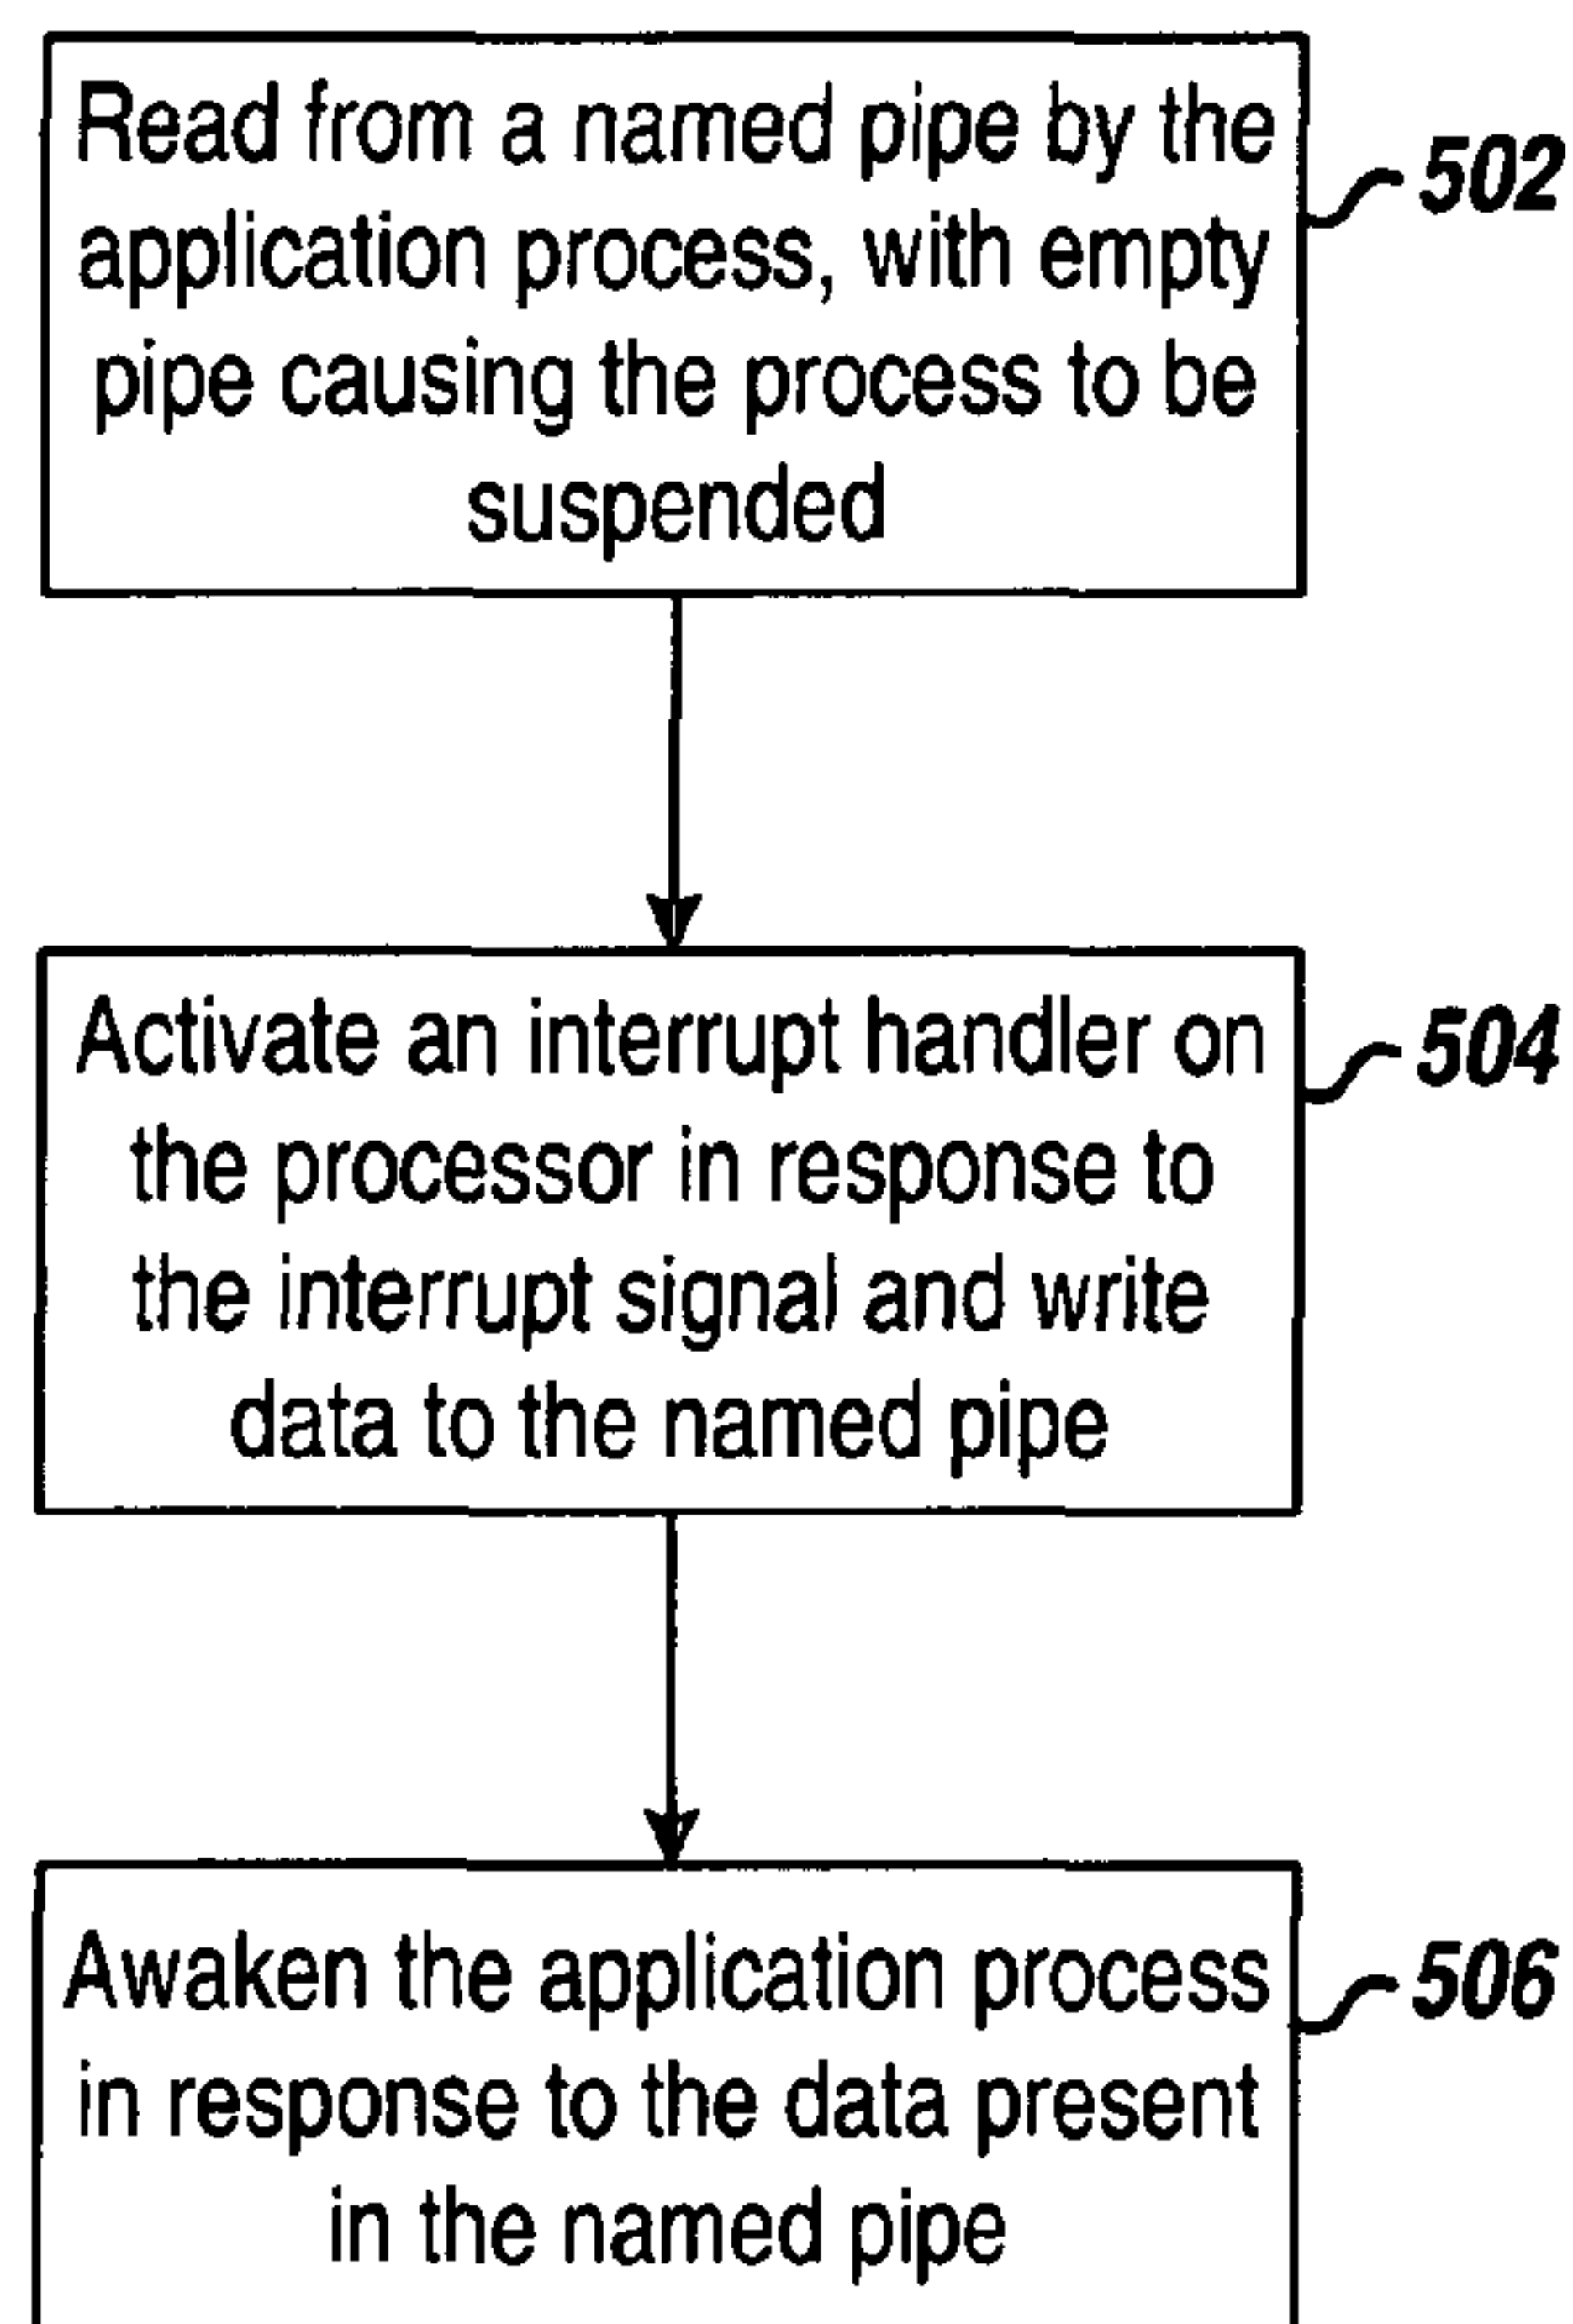 Read from a named pipe by the
502
application process, with empty
pipe causing the process to be
suspended
Activate an interrupt handler on
504
the processor in response to
the interrupt signal and write
data to the named pipe
Awaken the application process
506
in response to the data present
in the named pipe